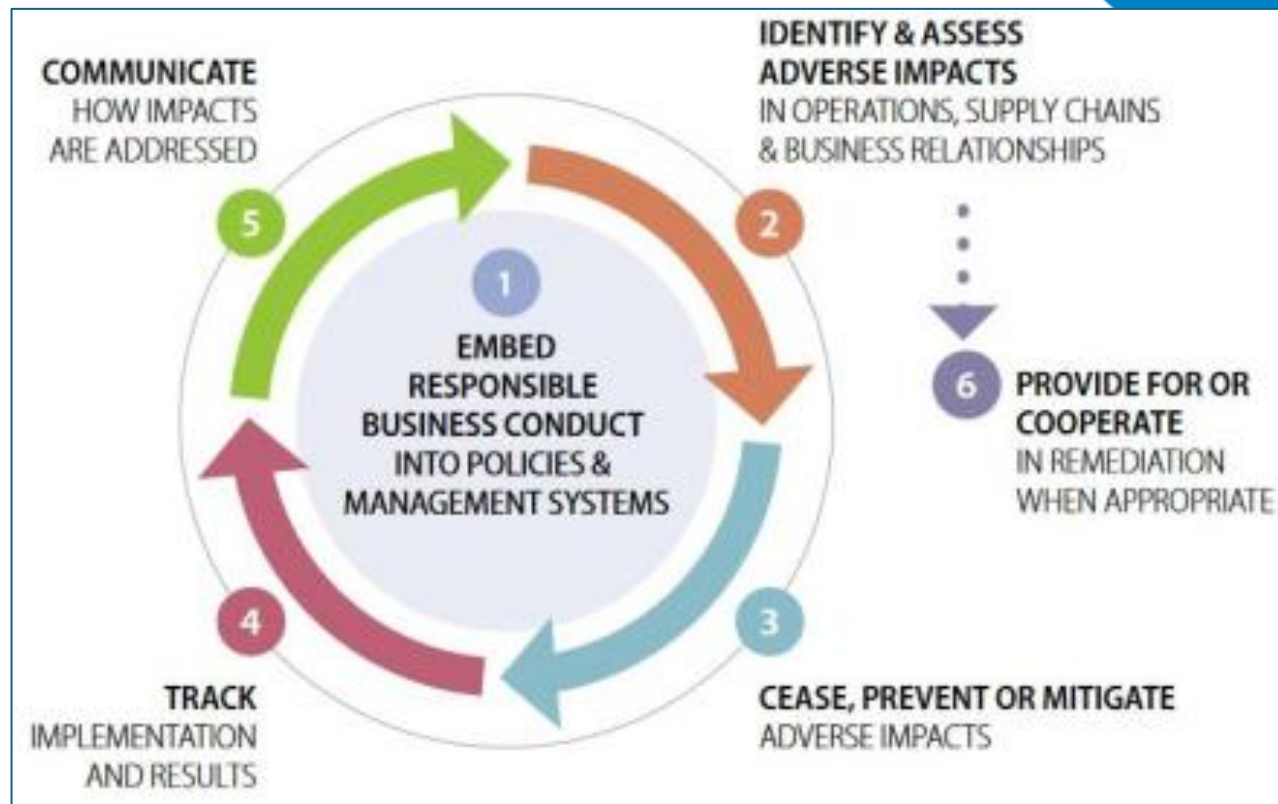 COMMUNICATE
HOW IMPACTS
ARE ADDRESSED
5
IDENTIFY & ASSESS
ADVERSE IMPACTS
IN OPERATIONS, SUPPLY CHAINS
& BUSINESS RELATIONSHIPS
2
1
EMBED
RESPONSIBLE
BUSINESS CONDUCT
INTO POLICIES &
MANAGEMENT SYSTEMS
6
PROVIDE FOR OR
COOPERATE
IN REMEDIATION
WHEN APPROPRIATE
4
TRACK
IMPLEMENTATION
AND RESULTS
3
CEASE, PREVENT OR MITIGATE
ADVERSE IMPACTS